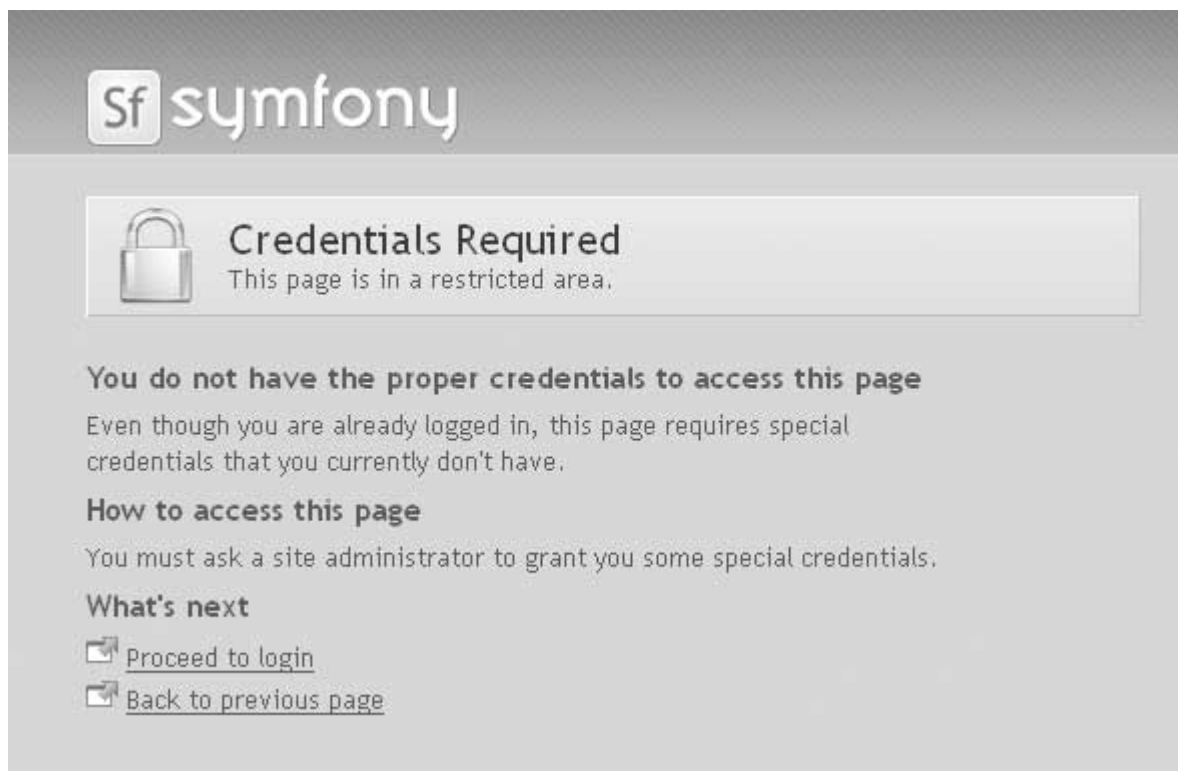 Sf symfony
Credentials Required
This page is in a restricted area.
You do not have the proper credentials to access this page
Even though you are already logged in, this page requires special
credentials that you currently don't have.
How to access this page
You must ask a site administrator to grant you some special credentials.
What's next
Proceed to login
Back to previous page